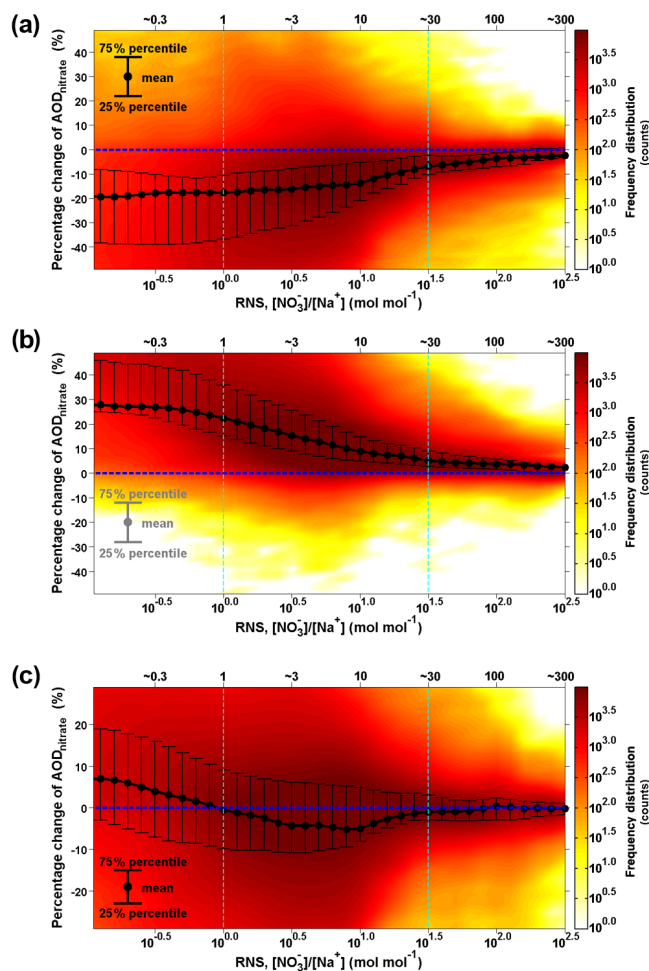 (a)
~0.3 1 ~3 10 ~30 100 ~300
Percentage change of AOD_nitrate (%)
40
30
20
10
0
-10
-20
-30
-40
75% percentile
mean
25% percentile
10^-0.5 10^0.0 10^0.5 10^1.0 10^1.5 10^2.0 10^2.5
RNS, [NO₃⁻]/[Na⁺] (mol mol⁻¹)
10^3.5
10^3.0
10^2.5
10^2.0
10^1.5
10^1.0
10^0.5
10^0.0
Frequency distribution
(counts)
(b)
~0.3 1 ~3 10 ~30 100 ~300
Percentage change of AOD_nitrate (%)
40
30
20
10
0
-10
-20
-30
-40
75% percentile
mean
25% percentile
10^-0.5 10^0.0 10^0.5 10^1.0 10^1.5 10^2.0 10^2.5
RNS, [NO₃⁻]/[Na⁺] (mol mol⁻¹)
10^3.5
10^3.0
10^2.5
10^2.0
10^1.5
10^1.0
10^0.5
10^0.0
Frequency distribution
(counts)
(c)
~0.3 1 ~3 10 ~30 100 ~300
Percentage change of AOD_nitrate (%)
20
10
0
-10
-20
75% percentile
mean
25% percentile
10^-0.5 10^0.0 10^0.5 10^1.0 10^1.5 10^2.0 10^2.5
RNS, [NO₃⁻]/[Na⁺] (mol mol⁻¹)
10^3.5
10^3.0
10^2.5
10^2.0
10^1.5
10^1.0
10^0.5
10^0.0
Frequency distribution
(counts)